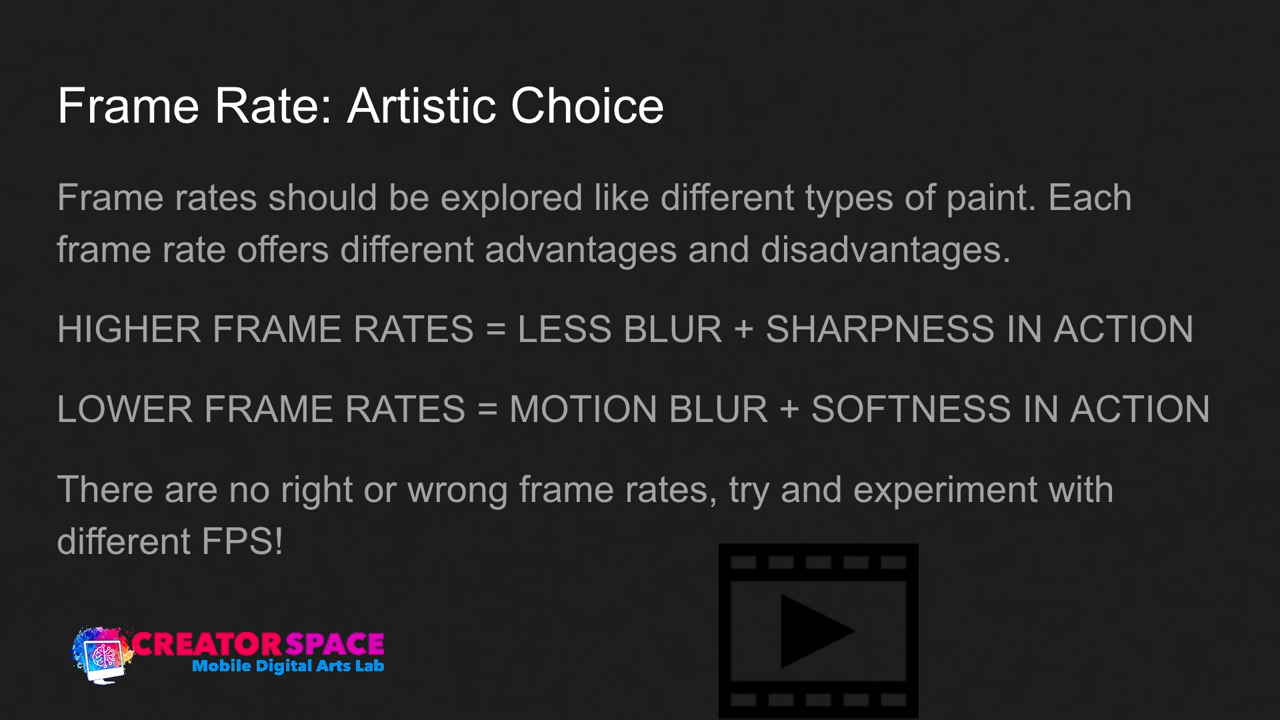 Frame Rate: Artistic Choice
Frame rates should be explored like different types of paint. Each
frame rate offers different advantages and disadvantages.
HIGHER FRAME RATES = LESS BLUR + SHARPNESS IN ACTION
LOWER FRAME RATES = MOTION BLUR + SOFTNESS IN ACTION
There are no right or wrong frame rates, try and experiment with
different FPS!
CREATORSPACE
Mobile Digital Arts Lab